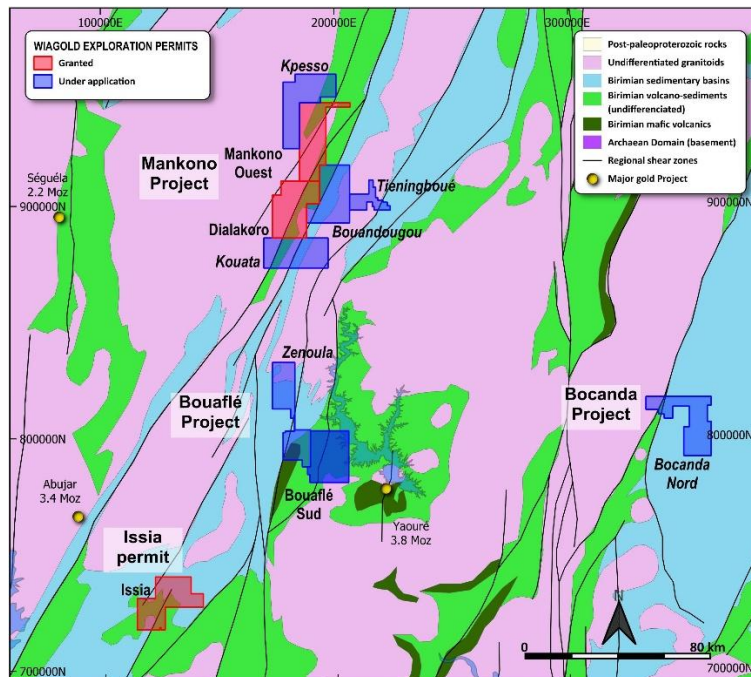 100000E
200000E
300000E
WIAGOLD EXPLORATION PERMITS
Granted
Under application
Post-paleoproterozoic rocks
Undifferentiated granitoids
Birimian sedimentary basins
Birimian volcano-sediments
(undifferenciated)
Birimian mafic volcanics
Archaean Domain (basement)
Regional shear zones
Major gold Project
Kpesso
Mankono
Project
Mankono
Ouest
Tieningboué
Séguéla
2.2 Moz
900000N
900000N
Dialakoro
Bouandougou
Kouata
Zenoula
Bouaflé
Project
Bocanda
Project
800000N
800000N
Bouaflé
Sud
Bocanda
Nord
Abujar
3.4 Moz
Yaouré
3.8 Moz
Issia
permit
Issia
N
0
80 km
700000N
700000N